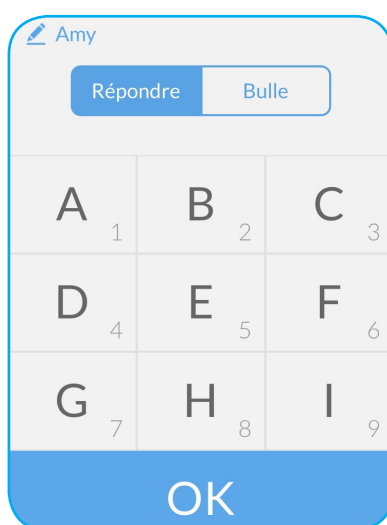 Amy
Répondre Bulle
A 1 B 2 C 3
D 4 E 5 F 6
G 7 H 8 I 9
OK